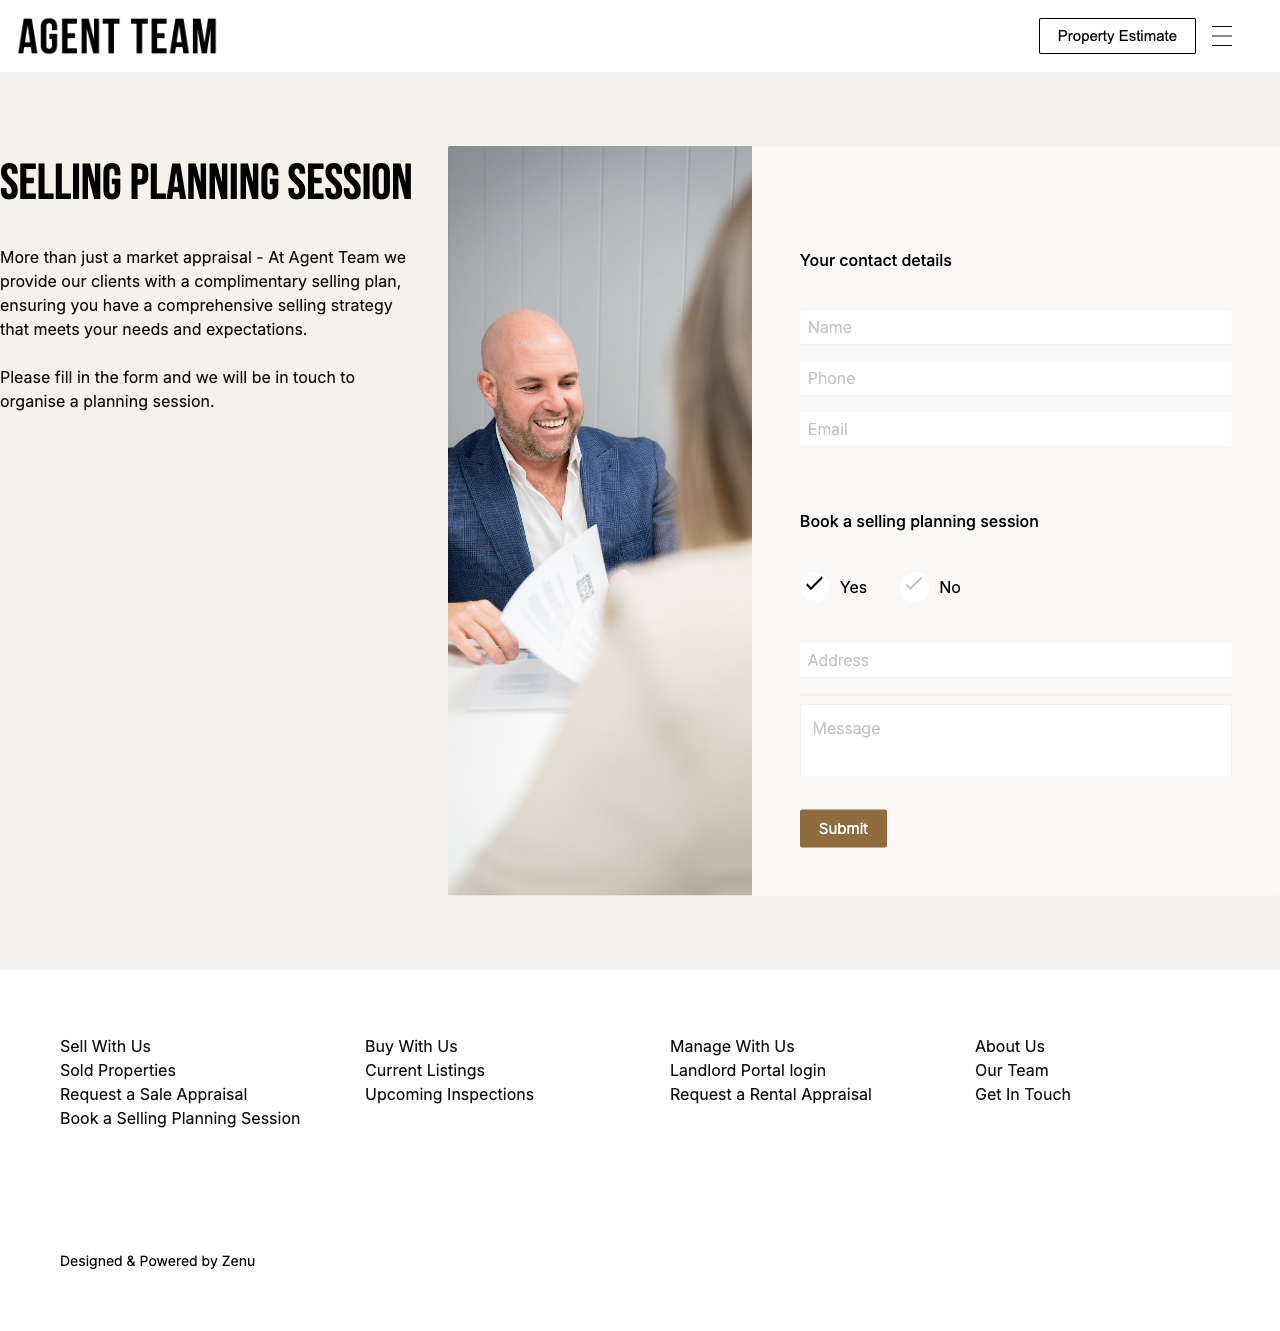 AGENT TEAM
Property Estimate
SELLING PLANNING SESSION
More than just a market appraisal - At Agent Team we
provide our clients with a complimentary selling plan,
ensuring you have a comprehensive selling strategy
that meets your needs and expectations.
Please fill in the form and we will be in touch to
organise a planning session.
Your contact details
Name
Phone
Email
Book a selling planning session
Yes
No
Address
Message
Submit
Sell With Us
Sold Properties
Request a Sale Appraisal
Book a Selling Planning Session
Buy With Us
Current Listings
Upcoming Inspections
Manage With Us
Landlord Portal login
Request a Rental Appraisal
About Us
Our Team
Get In Touch
Designed & Powered by Zenu